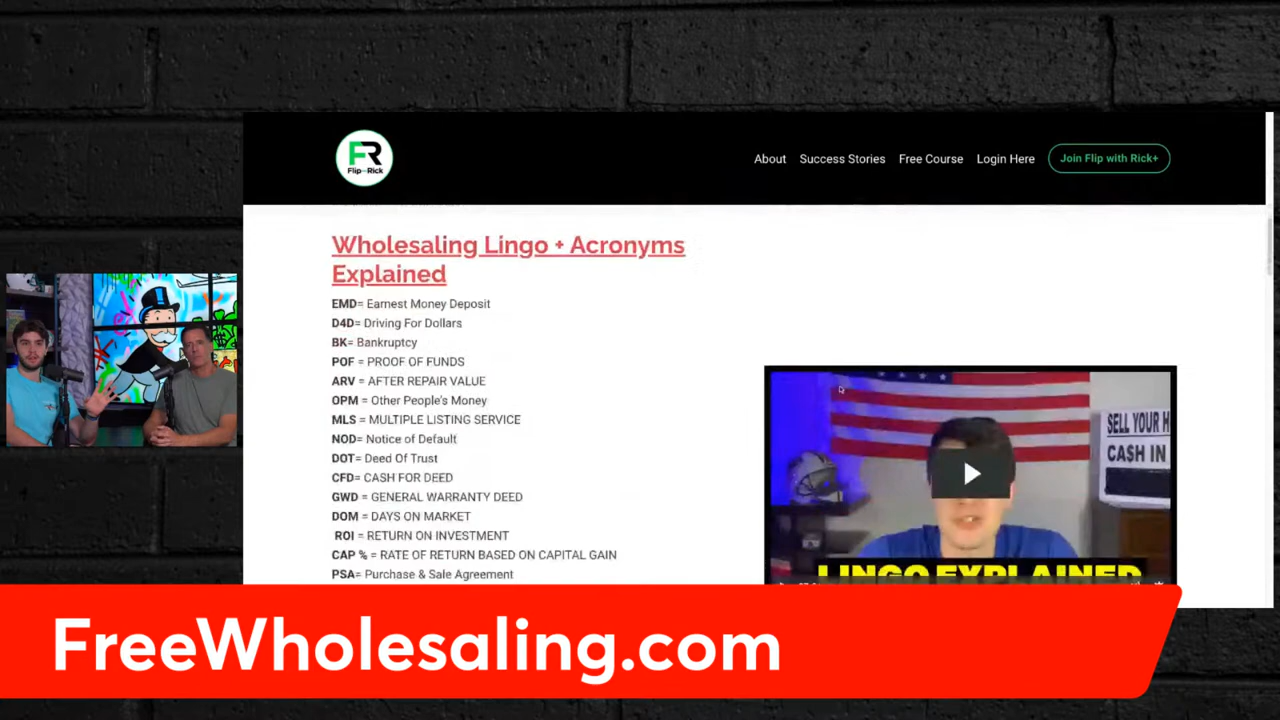 FR
Flip with Rick
About
Success Stories
Free Course
Login Here
Join Flip with Rick+
Wholesaling Lingo + Acronyms
Explained
EMD= Earnest Money Deposit
D4D= Driving For Dollars
BK= Bankruptcy
POF = PROOF OF FUNDS
ARV = AFTER REPAIR VALUE
OPM = Other People's Money
MLS = MULTIPLE LISTING SERVICE
NOD= Notice of Default
DOT= Deed Of Trust
CFD= CASH FOR DEED
GWD = GENERAL WARRANTY DEED
DOM = DAYS ON MARKET
ROI = RETURN ON INVESTMENT
CAP % = RATE OF RETURN BASED ON CAPITAL GAIN
PSA= Purchase & Sale Agreement
SELL YOUR H
CASH IN
LINGO EXPLAINED
FreeWholesaling.com